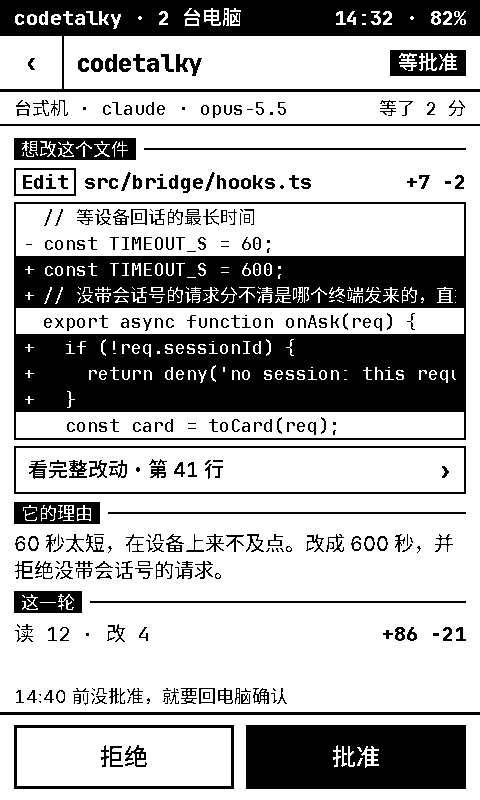 codetalky · 2 台电脑 14:32 · 82%
‹ codetalky 等批准
台式机 · claude · opus-5.5 等了 2 分
想改这个文件
Edit src/bridge/hooks.ts +7 -2
// 等设备回话的最长时间
- const TIMEOUT_S = 60;
+ const TIMEOUT_S = 600;
+ // 没带会话号的请求分不清是哪个终端发来的，直
export async function onAsk(req) {
+ if (!req.sessionId) {
+ return deny('no session: this requ
+ }
const card = toCard(req);
看完整改动·第 41 行 ›
它的理由
60 秒太短，在设备上来不及点。改成 600 秒，并
拒绝没带会话号的请求。
这一轮
读 12 · 改 4 +86 -21
14:40 前没批准，就要回电脑确认
拒绝 批准